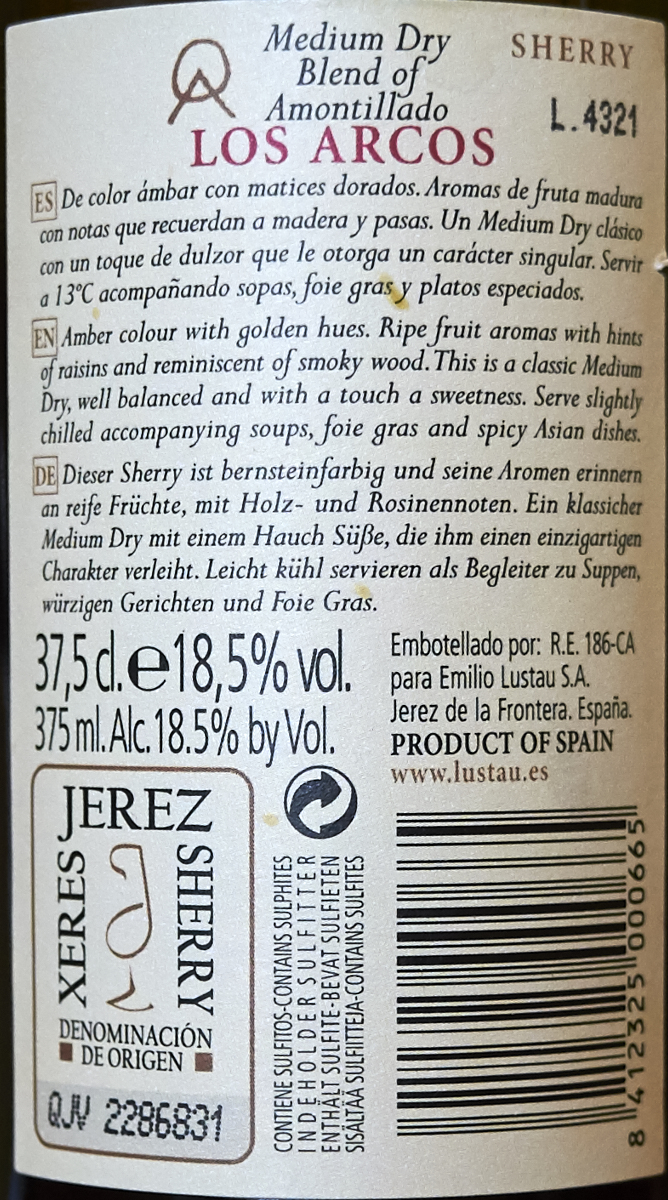 Medium Dry
Blend of
Amontillado
SHERRY
L.4321
LOS ARCOS
ES De color ámbar con matices dorados. Aromas de fruta madura
con notas que recuerdan a madera y pasas. Un Medium Dry clásico
con un toque de dulzor que le otorga un carácter singular. Servir
a 13ºC acompañando sopas, foie gras y platos especiados.
EN Amber colour with golden hues. Ripe fruit aromas with hints
of raisins and reminiscent of smoky wood. This is a classic Medium
Dry, well balanced and with a touch a sweetness. Serve slightly
chilled accompanying soups, foie gras and spicy Asian dishes.
DE Dieser Sherry ist bernsteinfarbig und seine Aromen erinnern
an reife Früchte, mit Holz- und Rosinennoten. Ein klassicher
Medium Dry mit einem Hauch Süße, die ihm einen einzigartigen
Charakter verleiht. Leicht kühl servieren als Begleiter zu Suppen,
würzigen Gerichten und Foie Gras.
37,5 cl. e 18,5% vol.
375 ml. Alc. 18.5% by Vol.
Embotellado por: R.E. 186-CA
para Emilio Lustau S.A.
Jerez de la Frontera. España.
PRODUCT OF SPAIN
www.lustau.es
JEREZ
XERES
SHERRY
DENOMINACIÓN
DE ORIGEN
QJV 2286831
CONTIENE SULFITOS-CONTAINS SULPHITES
INDEHOLDER SULFITTER
ENTHÄLT SULFITE-BEVAT SULFIETEN
SISÄLTÄÄ SULFIITTEJA-CONTAINS SULFITES
8 412325 000665